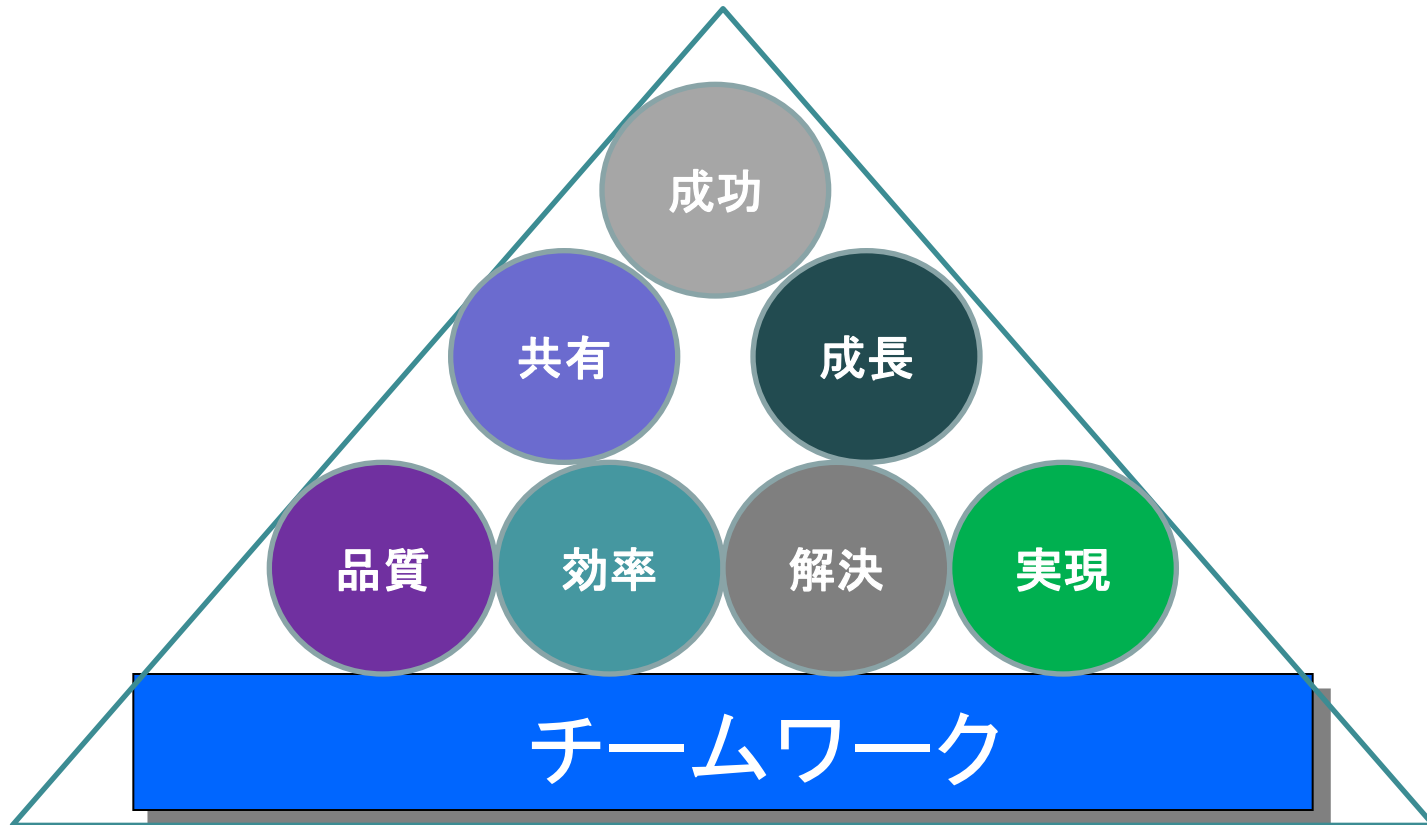 成功
共有
成長
品質
効率
解決
実現
チームワーク